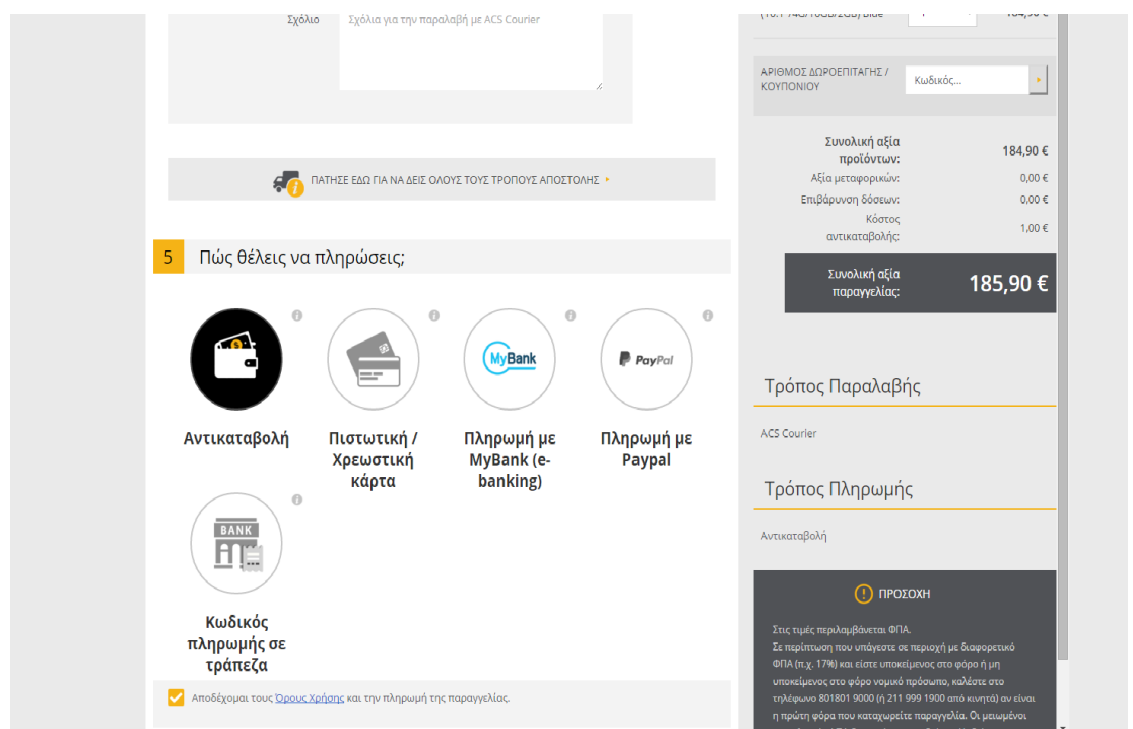 Σχόλιο
Σχόλια για την παραλαβή με ACS Courier
ΠΑΤΗΣΕ ΕΔΩ ΓΙΑ ΝΑ ΔΕΙΣ ΟΛΟΥΣ ΤΟΥΣ ΤΡΟΠΟΥΣ ΑΠΟΣΤΟΛΗΣ
5 Πώς θέλεις να πληρώσεις;
MyBank
PayPal
Αντικαταβολή
Πιστωτική /
Χρεωστική
κάρτα
Πληρωμή με
MyBank (e-
banking)
Πληρωμή με
Paypal
BANK
Κωδικός
πληρωμής σε
τράπεζα
Αποδέχομαι τους Όρους Χρήσης και την πληρωμή της παραγγελίας.
ΑΡΙΘΜΟΣ ΔΩΡΟΕΠΙΤΑΓΗΣ /
ΚΟΥΠΟΝΙΟΥ
Κωδικός...
Συνολική αξία
προϊόντων:
184,90 €
Αξία μεταφορικών: 0,00 €
Επιβάρυνση δόσεων: 0,00 €
Κόστος
αντικαταβολής:
1,00 €
Συνολική αξία
παραγγελίας:
185,90 €
Τρόπος Παραλαβής
ACS Courier
Τρόπος Πληρωμής
Αντικαταβολή
ΠΡΟΣΟΧΗ
Στις τιμές περιλαμβάνεται ΦΠΑ.
Σε περίπτωση που υπάγεστε σε περιοχή με διαφορετικό
ΦΠΑ (π.χ. 17%) και είστε υποκείμενος στο φόρο ή μη
υποκείμενος στο φόρο νομικό πρόσωπο, καλέστε στο
τηλέφωνο 801801 9000 (ή 211 999 1900 από κινητά) αν είναι
η πρώτη φόρα που καταχωρείτε παραγγελία. Οι μειωμένοι